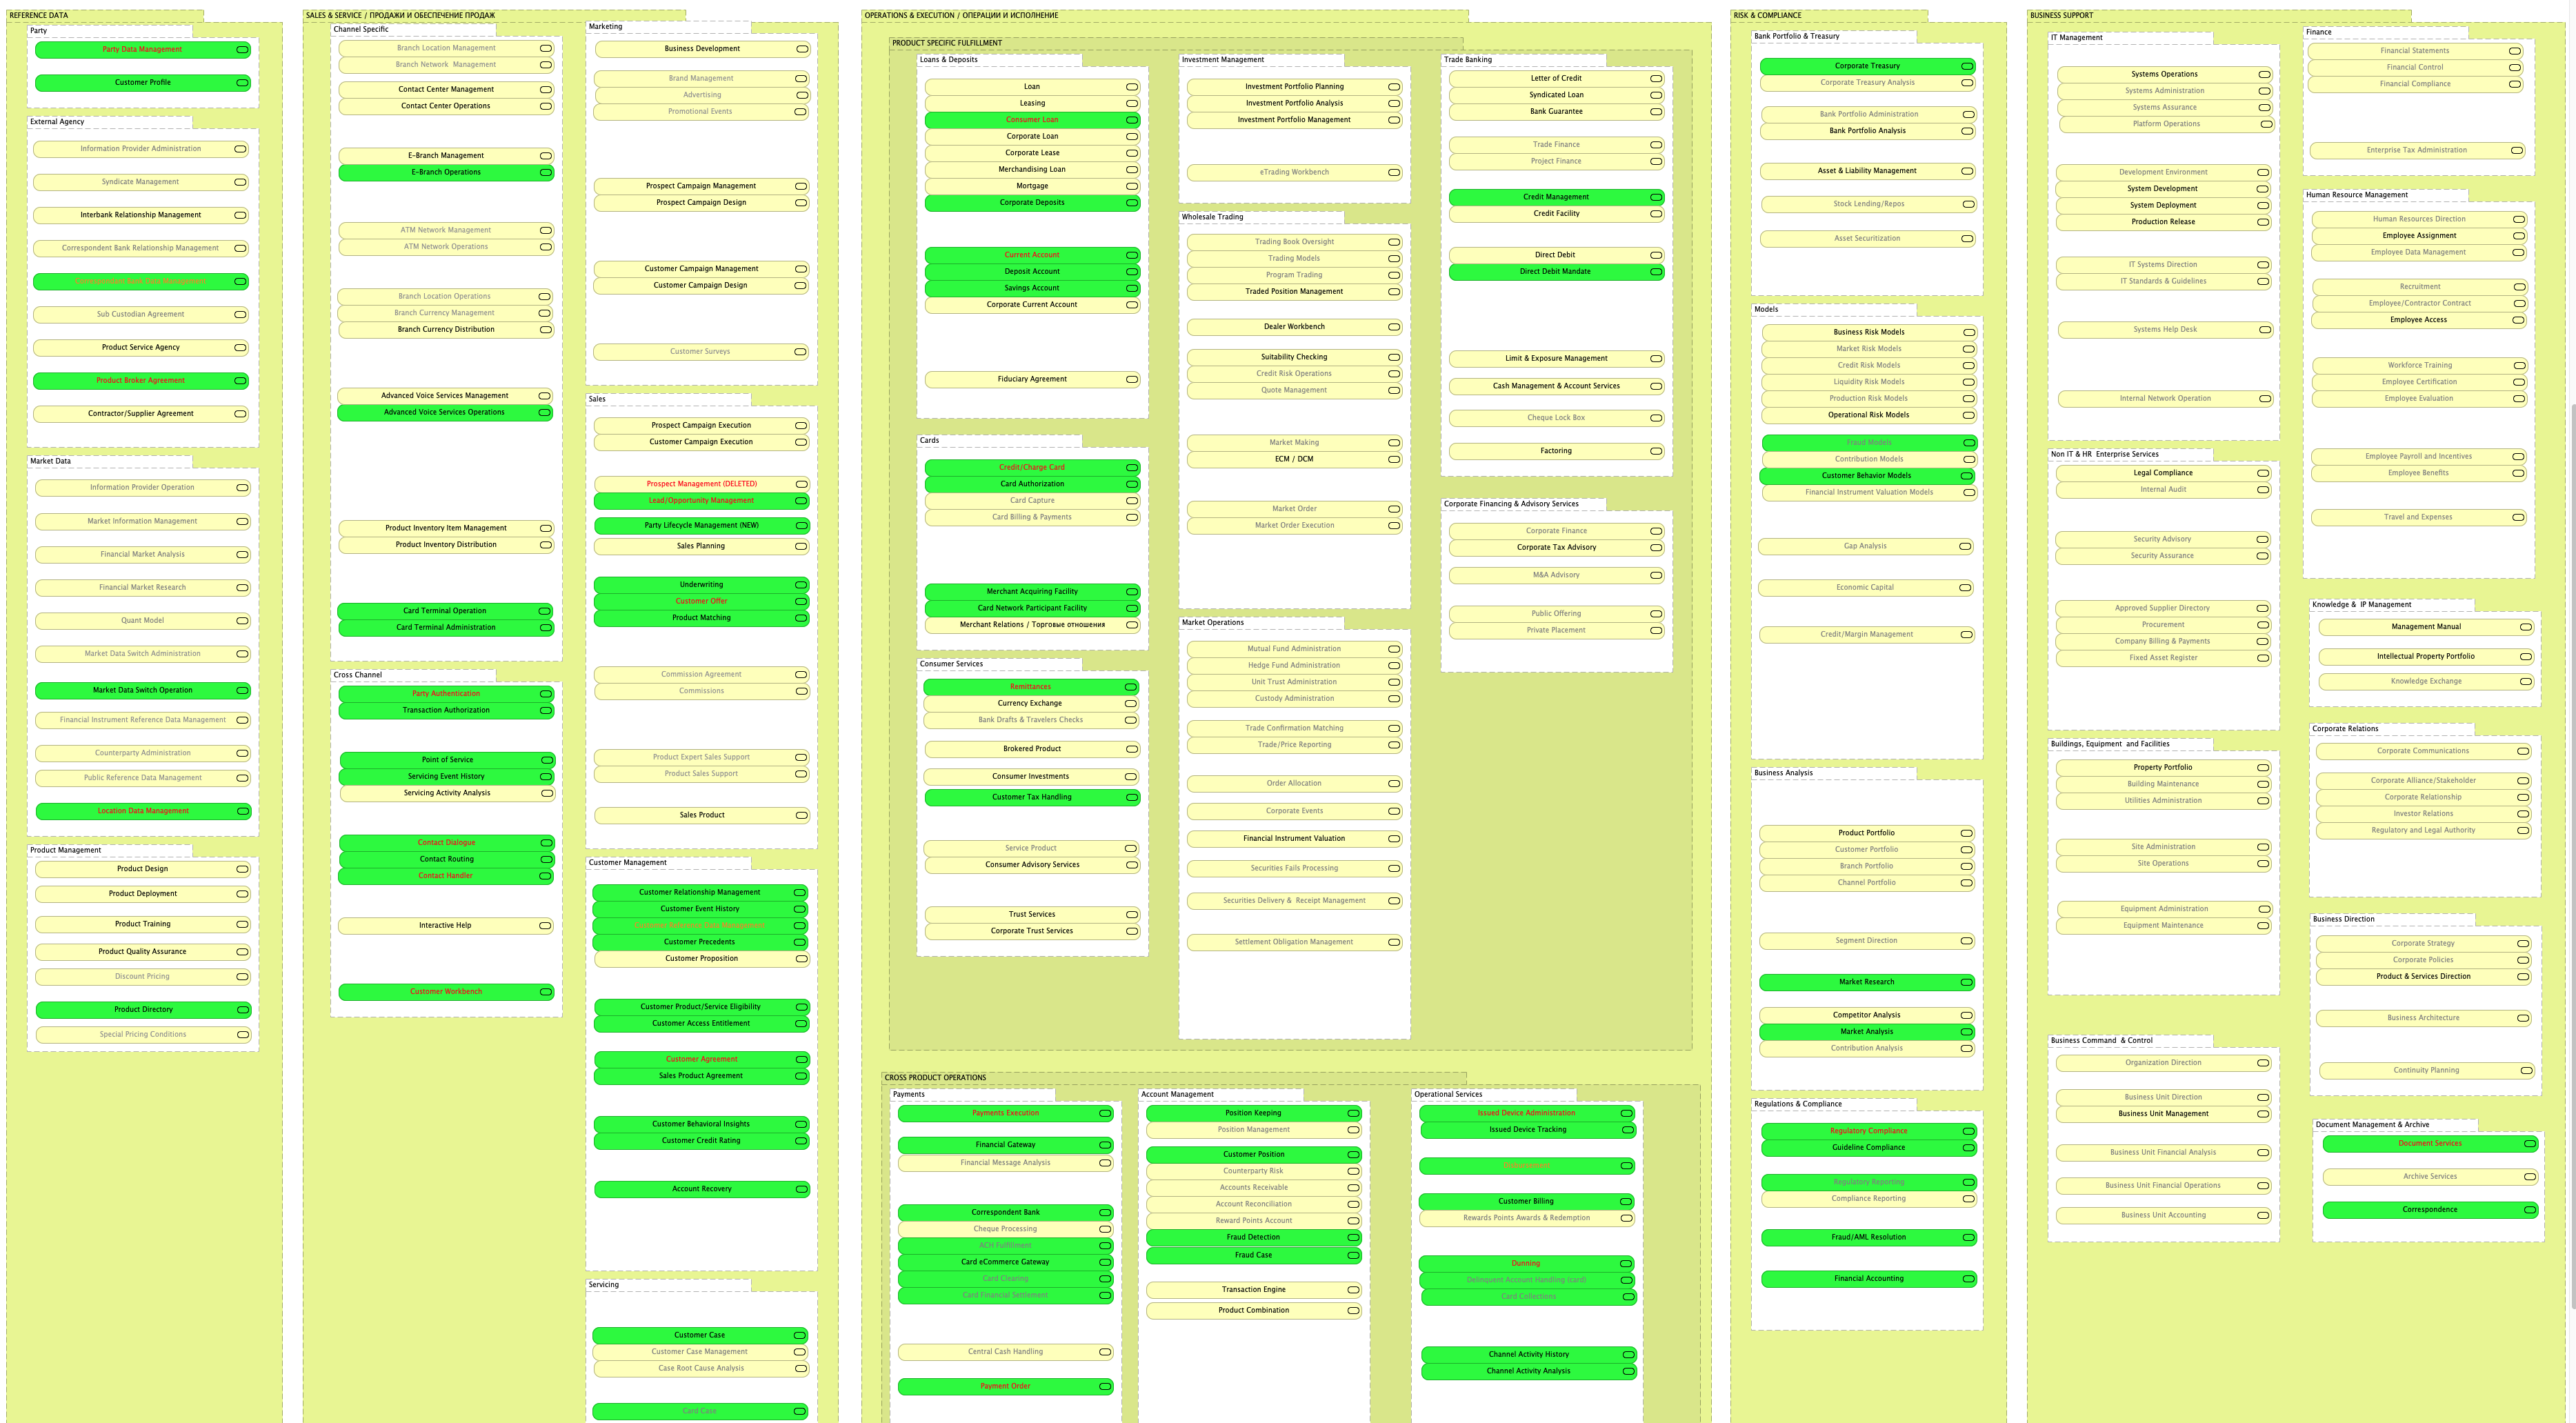 REFERENCE DATA
Party
Party Data Management
Customer Profile
External Agency
Information Provider Administration
Syndicate Management
Interbank Relationship Management
Correspondent Bank Relationship Management
Correspondent Bank Data Management
Sub Custodian Agreement
Product Service Agency
Product Broker Agreement
Contractor/Supplier Agreement
Market Data
Information Provider Operation
Market Information Management
Financial Market Analysis
Financial Market Research
Quant Model
Market Data Switch Administration
Market Data Switch Operation
Financial Instrument Reference Data Management
Counterparty Administration
Public Reference Data Management
Location Data Management
Product Management
Product Design
Product Deployment
Product Training
Product Quality Assurance
Discount Pricing
Product Directory
Special Pricing Conditions
SALES & SERVICE / ПРОДАЖИ И ОБЕСПЕЧЕНИЕ ПРОДАЖ
Channel Specific
Branch Location Management
Branch Network Management
Contact Center Management
Contact Center Operations
E-Branch Management
E-Branch Operations
ATM Network Management
ATM Network Operations
Branch Location Operations
Branch Currency Management
Branch Currency Distribution
Advanced Voice Services Management
Advanced Voice Services Operations
Product Inventory Item Management
Product Inventory Distribution
Card Terminal Operation
Card Terminal Administration
Cross Channel
Party Authentication
Transaction Authorization
Point of Service
Servicing Event History
Servicing Activity Analysis
Contact Dialogue
Contact Routing
Contact Handler
Interactive Help
Customer Workbench
Marketing
Business Development
Brand Management
Advertising
Promotional Events
Prospect Campaign Management
Prospect Campaign Design
Customer Campaign Management
Customer Campaign Design
Customer Surveys
Sales
Prospect Campaign Execution
Customer Campaign Execution
Prospect Management (DELETED)
Lead/Opportunity Management
Party Lifecycle Management (NEW)
Sales Planning
Underwriting
Customer Offer
Product Matching
Commission Agreement
Commissions
Product Expert Sales Support
Product Sales Support
Sales Product
Customer Management
Customer Relationship Management
Customer Event History
Customer Reference Data Management
Customer Precedents
Customer Proposition
Customer Product/Service Eligibility
Customer Access Entitlement
Customer Agreement
Sales Product Agreement
Customer Behavioral Insights
Customer Credit Rating
Account Recovery
Servicing
Customer Case
Customer Case Management
Case Root Cause Analysis
Card Case
OPERATIONS & EXECUTION / ОПЕРАЦИИ И ИСПОЛНЕНИЕ
PRODUCT SPECIFIC FULFILLMENT
Loans & Deposits
Loan
Leasing
Consumer Loan
Corporate Loan
Corporate Lease
Merchandising Loan
Mortgage
Corporate Deposits
Current Account
Deposit Account
Savings Account
Corporate Current Account
Fiduciary Agreement
Cards
Credit/Charge Card
Card Authorization
Card Capture
Card Billing & Payments
Merchant Acquiring Facility
Card Network Participant Facility
Merchant Relations / Торговые отношения
Consumer Services
Remittances
Currency Exchange
Bank Drafts & Travelers Checks
Brokered Product
Consumer Investments
Customer Tax Handling
Service Product
Consumer Advisory Services
Trust Services
Corporate Trust Services
Investment Management
Investment Portfolio Planning
Investment Portfolio Analysis
Investment Portfolio Management
eTrading Workbench
Wholesale Trading
Trading Book Oversight
Trading Models
Program Trading
Traded Position Management
Dealer Workbench
Suitability Checking
Credit Risk Operations
Quote Management
Market Making
ECM / DCM
Market Order
Market Order Execution
Market Operations
Mutual Fund Administration
Hedge Fund Administration
Unit Trust Administration
Custody Administration
Trade Confirmation Matching
Trade/Price Reporting
Order Allocation
Corporate Events
Financial Instrument Valuation
Securities Fails Processing
Securities Delivery & Receipt Management
Settlement Obligation Management
Trade Banking
Letter of Credit
Syndicated Loan
Bank Guarantee
Trade Finance
Project Finance
Credit Management
Credit Facility
Direct Debit
Direct Debit Mandate
Limit & Exposure Management
Cash Management & Account Services
Cheque Lock Box
Factoring
Corporate Financing & Advisory Services
Corporate Finance
Corporate Tax Advisory
M&A Advisory
Public Offering
Private Placement
CROSS PRODUCT OPERATIONS
Payments
Payments Execution
Financial Gateway
Financial Message Analysis
Correspondent Bank
Cheque Processing
ACH Fulfillment
Card eCommerce Gateway
Card Clearing
Card Financial Settlement
Central Cash Handling
Payment Order
Account Management
Position Keeping
Position Management
Customer Position
Counterparty Risk
Accounts Receivable
Account Reconciliation
Reward Points Account
Fraud Detection
Fraud Case
Transaction Engine
Product Combination
Operational Services
Issued Device Administration
Issued Device Tracking
Disbursement
Customer Billing
Rewards Points Awards & Redemption
Dunning
Delinquent Account Handling (card)
Card Collections
Channel Activity History
Channel Activity Analysis
RISK & COMPLIANCE
Bank Portfolio & Treasury
Corporate Treasury
Corporate Treasury Analysis
Bank Portfolio Administration
Bank Portfolio Analysis
Asset & Liability Management
Stock Lending/Repos
Asset Securitization
Models
Business Risk Models
Market Risk Models
Credit Risk Models
Liquidity Risk Models
Production Risk Models
Operational Risk Models
Fraud Models
Contribution Models
Customer Behavior Models
Financial Instrument Valuation Models
Gap Analysis
Economic Capital
Credit/Margin Management
Business Analysis
Product Portfolio
Customer Portfolio
Branch Portfolio
Channel Portfolio
Segment Direction
Market Research
Competitor Analysis
Market Analysis
Contribution Analysis
Regulations & Compliance
Regulatory Compliance
Guideline Compliance
Regulatory Reporting
Compliance Reporting
Fraud/AML Resolution
Financial Accounting
BUSINESS SUPPORT
IT Management
Systems Operations
Systems Administration
Systems Assurance
Platform Operations
Development Environment
System Development
System Deployment
Production Release
IT Systems Direction
IT Standards & Guidelines
Systems Help Desk
Internal Network Operation
Non IT & HR Enterprise Services
Legal Compliance
Internal Audit
Security Advisory
Security Assurance
Approved Supplier Directory
Procurement
Company Billing & Payments
Fixed Asset Register
Buildings, Equipment and Facilities
Property Portfolio
Building Maintenance
Utilities Administration
Site Administration
Site Operations
Equipment Administration
Equipment Maintenance
Business Command & Control
Organization Direction
Business Unit Direction
Business Unit Management
Business Unit Financial Analysis
Business Unit Financial Operations
Business Unit Accounting
Finance
Financial Statements
Financial Control
Financial Compliance
Enterprise Tax Administration
Human Resource Management
Human Resources Direction
Employee Assignment
Employee Data Management
Recruitment
Employee/Contractor Contract
Employee Access
Workforce Training
Employee Certification
Employee Evaluation
Employee Payroll and Incentives
Employee Benefits
Travel and Expenses
Knowledge & IP Management
Management Manual
Intellectual Property Portfolio
Knowledge Exchange
Corporate Relations
Corporate Communications
Corporate Alliance/Stakeholder
Corporate Relationship
Investor Relations
Regulatory and Legal Authority
Business Direction
Corporate Strategy
Corporate Policies
Product & Services Direction
Business Architecture
Continuity Planning
Document Management & Archive
Document Services
Archive Services
Correspondence